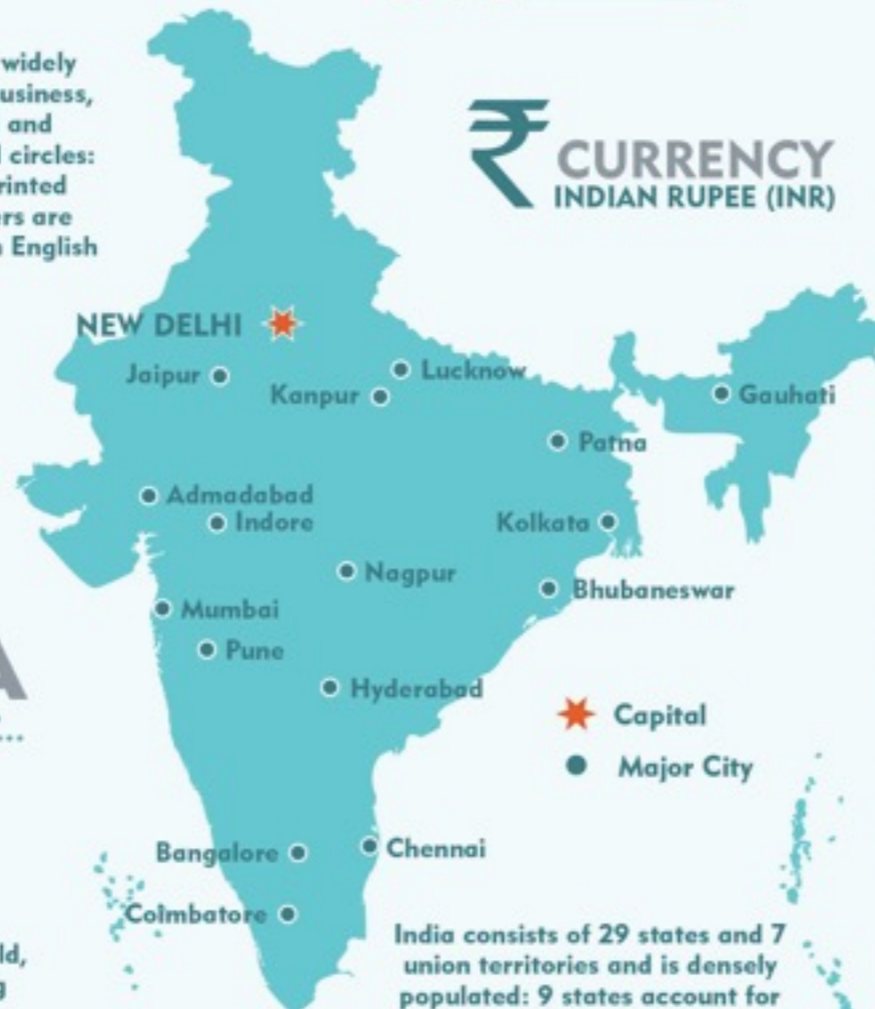 widely
usiness,
and
circles:
rinted
ers are
English
₹ CURRENCY
INDIAN RUPEE (INR)
NEW DELHI
Jaipur
Lucknow
Kanpur
Gauhati
Patna
Admadabad
Indore
Kolkata
Nagpur
Bhubaneswar
Mumbai
Pune
A
Hyderabad
Capital
Major City
Bangalore
Chennai
Coimbatore
India consists of 29 states and 7
union territories and is densely
populated: 9 states account for
ld,
g